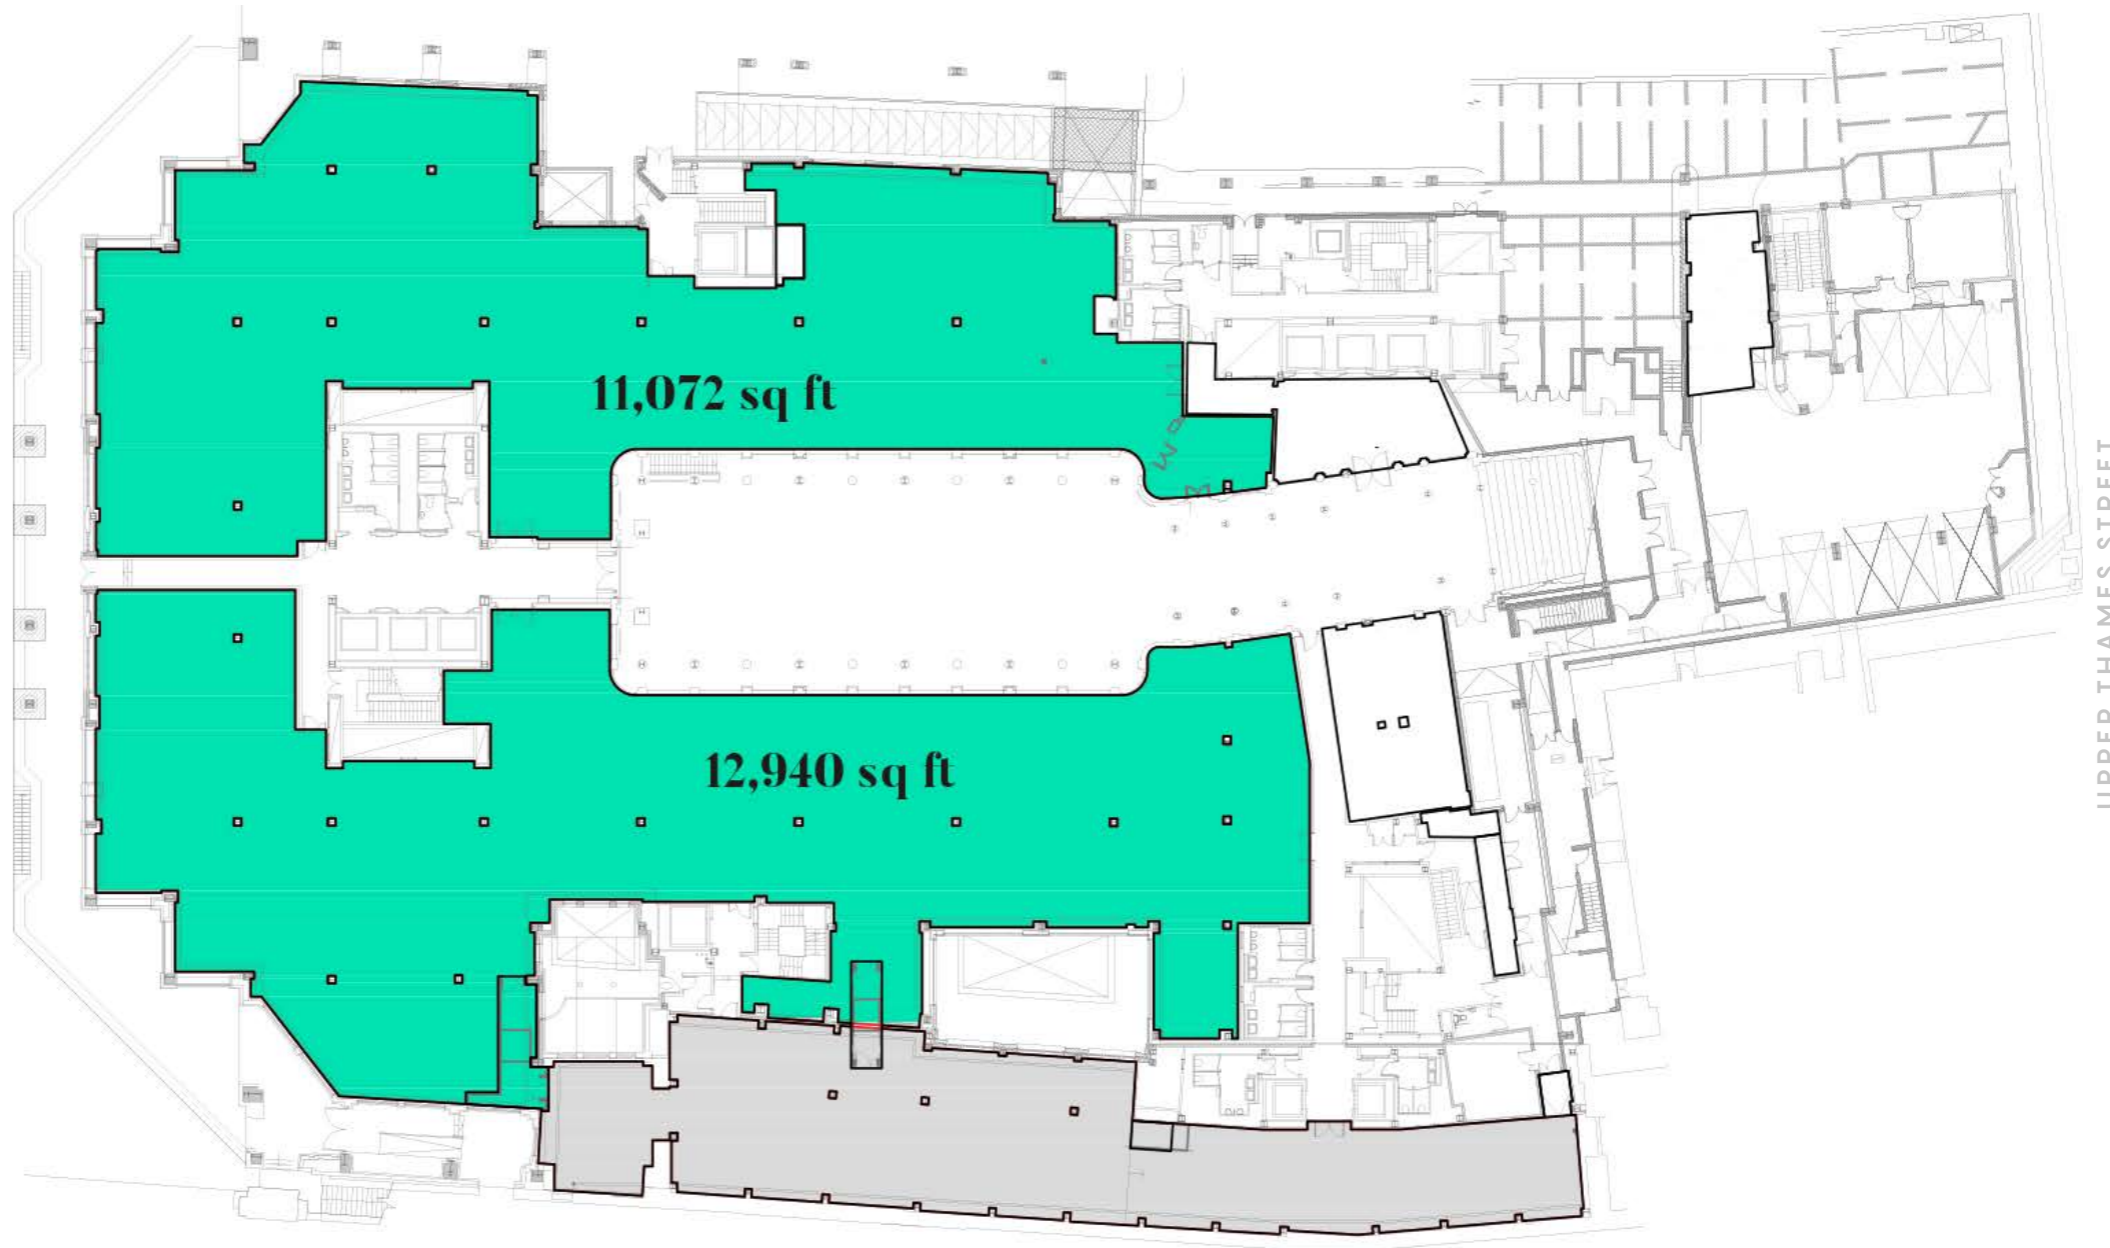 11,072 sq ft
12,940 sq ft
UPPER THAMES STREET